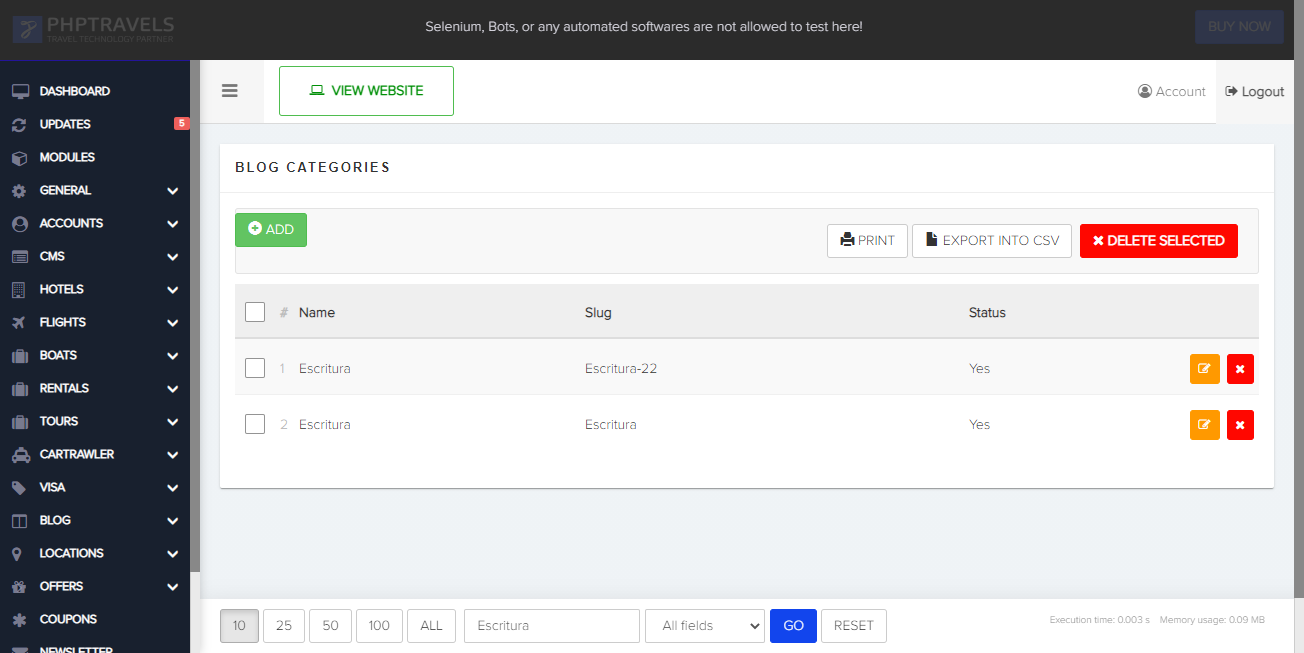 PHPTRAVELS
TRAVEL TECHNOLOGY PARTNER
Selenium, Bots, or any automated softwares are not allowed to test here!
BUY NOW
DASHBOARD
UPDATES 5
MODULES
GENERAL
ACCOUNTS
CMS
HOTELS
FLIGHTS
BOATS
RENTALS
TOURS
CARTRAWLER
VISA
BLOG
LOCATIONS
OFFERS
COUPONS
NEWSLETTER
VIEW WEBSITE
Account
Logout
BLOG CATEGORIES
ADD
PRINT
EXPORT INTO CSV
DELETE SELECTED
# Name Slug Status
1 Escritura Escritura-22 Yes
2 Escritura Escritura Yes
10 25 50 100 ALL Escritura All fields GO RESET
Execution time: 0.003 s Memory usage: 0.09 MB